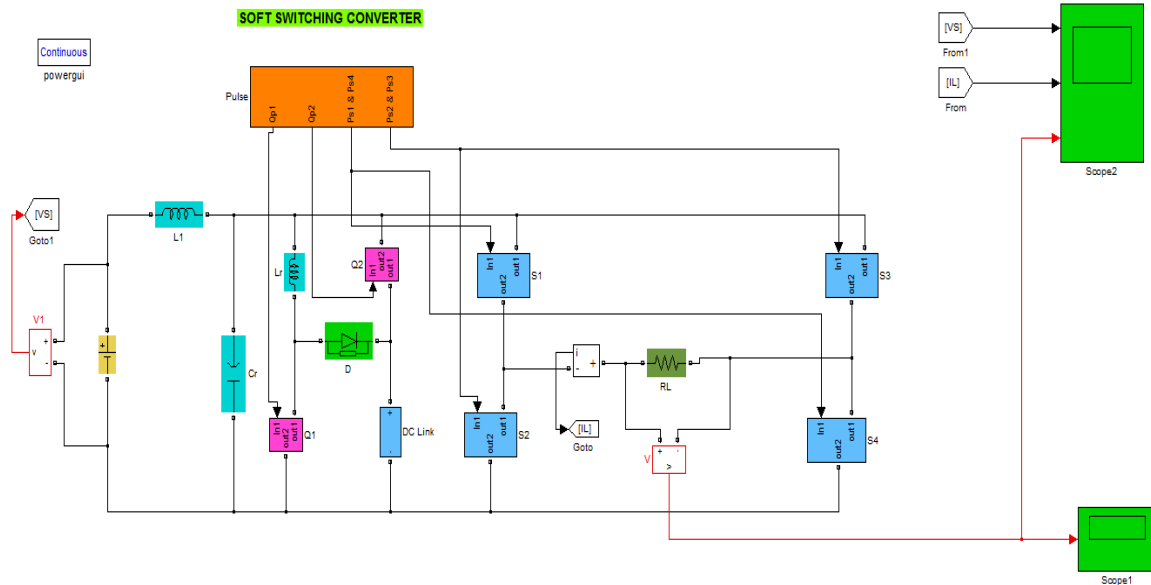 SOFT SWITCHING CONVERTER
Continuous
powergui
Pulse
Qp1
Qp2
Ps1 & Ps4
Ps2 & Ps3
[VS]
From1
[IL]
From
Scope2
[VS]
Goto1
L1
Lr
Q2
In1
out2
out1
S1
In1
out2
out1
S3
In1
out2
out1
V1
v
+
-
+
Cr
D
Q1
In1
out2
out1
DC Link
+
-
S2
In1
out2
out1
i
+
-
[IL]
Goto
RL
V
+
-
v
S4
In1
out2
out1
Scope1